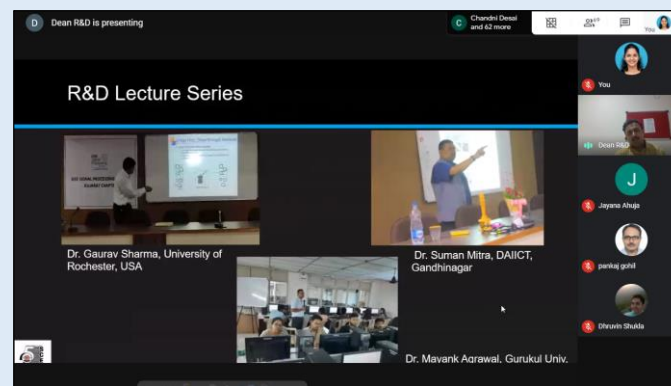 D Dean R&D is presenting
C Chandni Desai
and 62 more
You
R&D Lecture Series
You
Dean R&D
J
Jayana Ahuja
pankaj gohil
Dhruvin Shukla
Dr. Gaurav Sharma, University of
Rochester, USA
Dr. Suman Mitra, DAIICT,
Gandhinagar
Dr. Mayank Agrawal, Gurukul Univ.